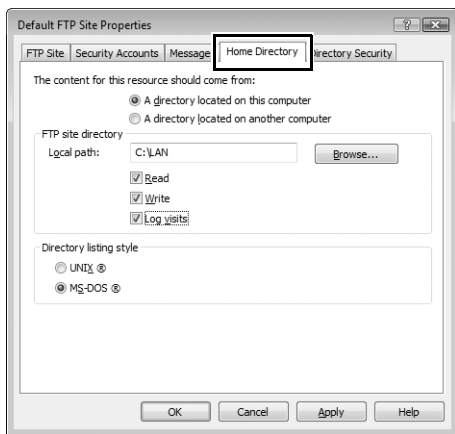 Default FTP Site Properties
FTP Site Security Accounts Message Home Directory Directory Security
The content for this resource should come from:
A directory located on this computer
A directory located on another computer
FTP site directory
Local path: C:\LAN Browse...
Read
Write
Log visits
Directory listing style
UNIX ®
MS-DOS ®
OK Cancel Apply Help